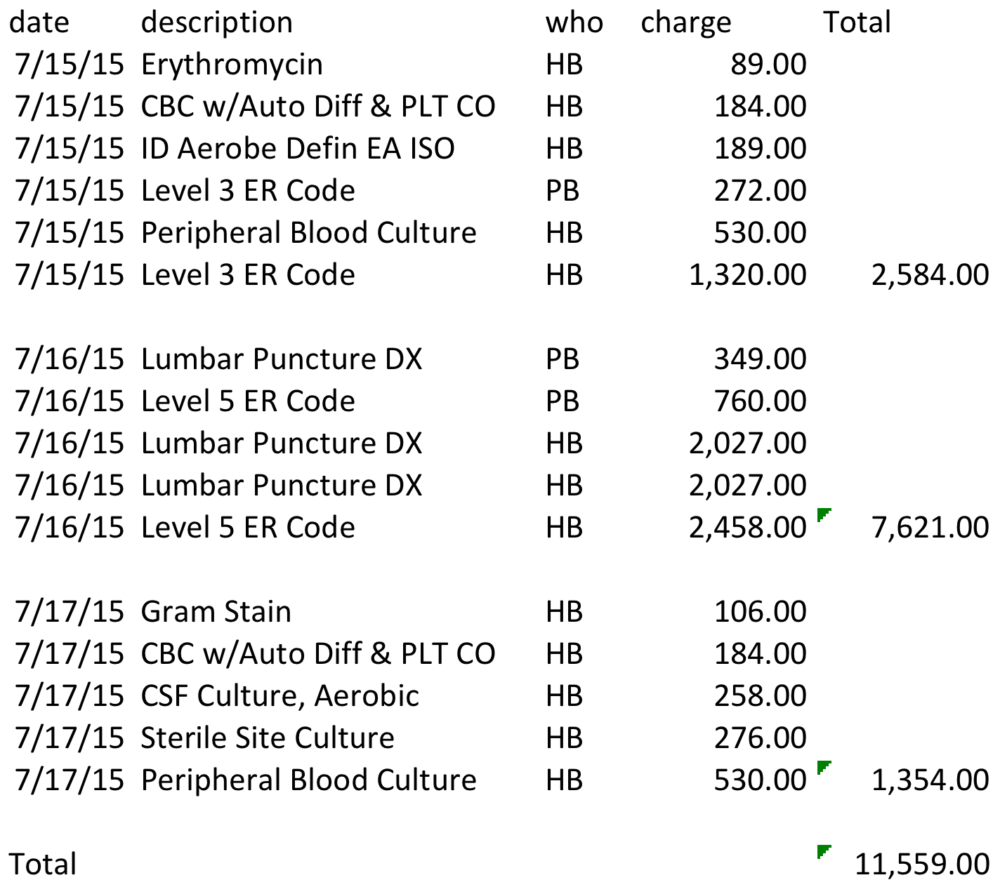 date description who charge Total
7/15/15 Erythromycin HB 89.00
7/15/15 CBC w/Auto Diff & PLT CO HB 184.00
7/15/15 ID Aerobe Defin EA ISO HB 189.00
7/15/15 Level 3 ER Code PB 272.00
7/15/15 Peripheral Blood Culture HB 530.00
7/15/15 Level 3 ER Code HB 1,320.00 2,584.00
7/16/15 Lumbar Puncture DX PB 349.00
7/16/15 Level 5 ER Code PB 760.00
7/16/15 Lumbar Puncture DX HB 2,027.00
7/16/15 Lumbar Puncture DX HB 2,027.00
7/16/15 Level 5 ER Code HB 2,458.00 7,621.00
7/17/15 Gram Stain HB 106.00
7/17/15 CBC w/Auto Diff & PLT CO HB 184.00
7/17/15 CSF Culture, Aerobic HB 258.00
7/17/15 Sterile Site Culture HB 276.00
7/17/15 Peripheral Blood Culture HB 530.00 1,354.00
Total 11,559.00